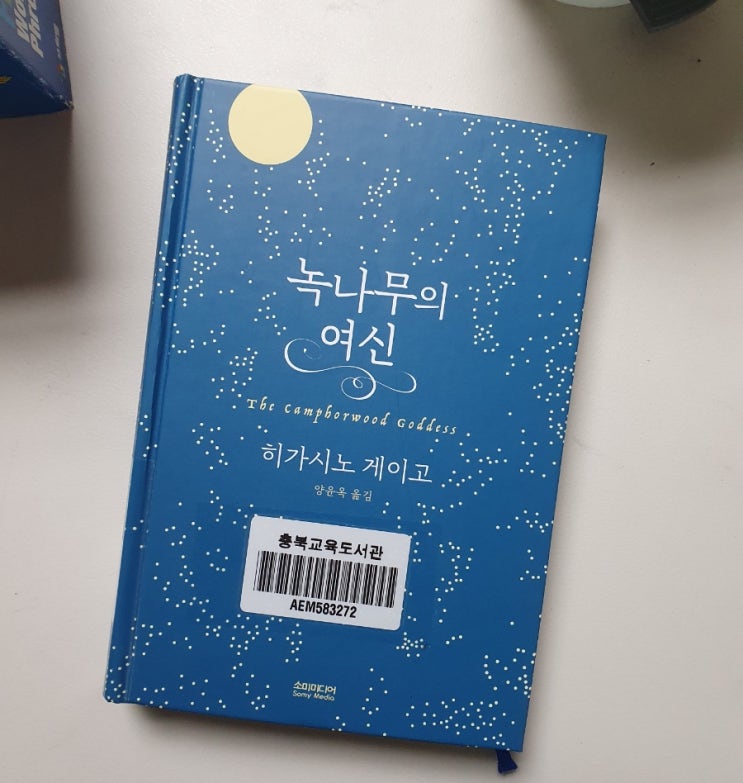 녹나무의
여신
The Camphorwood Goddess
히가시노 게이고
양윤옥 옮김
충북교육도서관
AEM583272
소미미디어
Somy Media